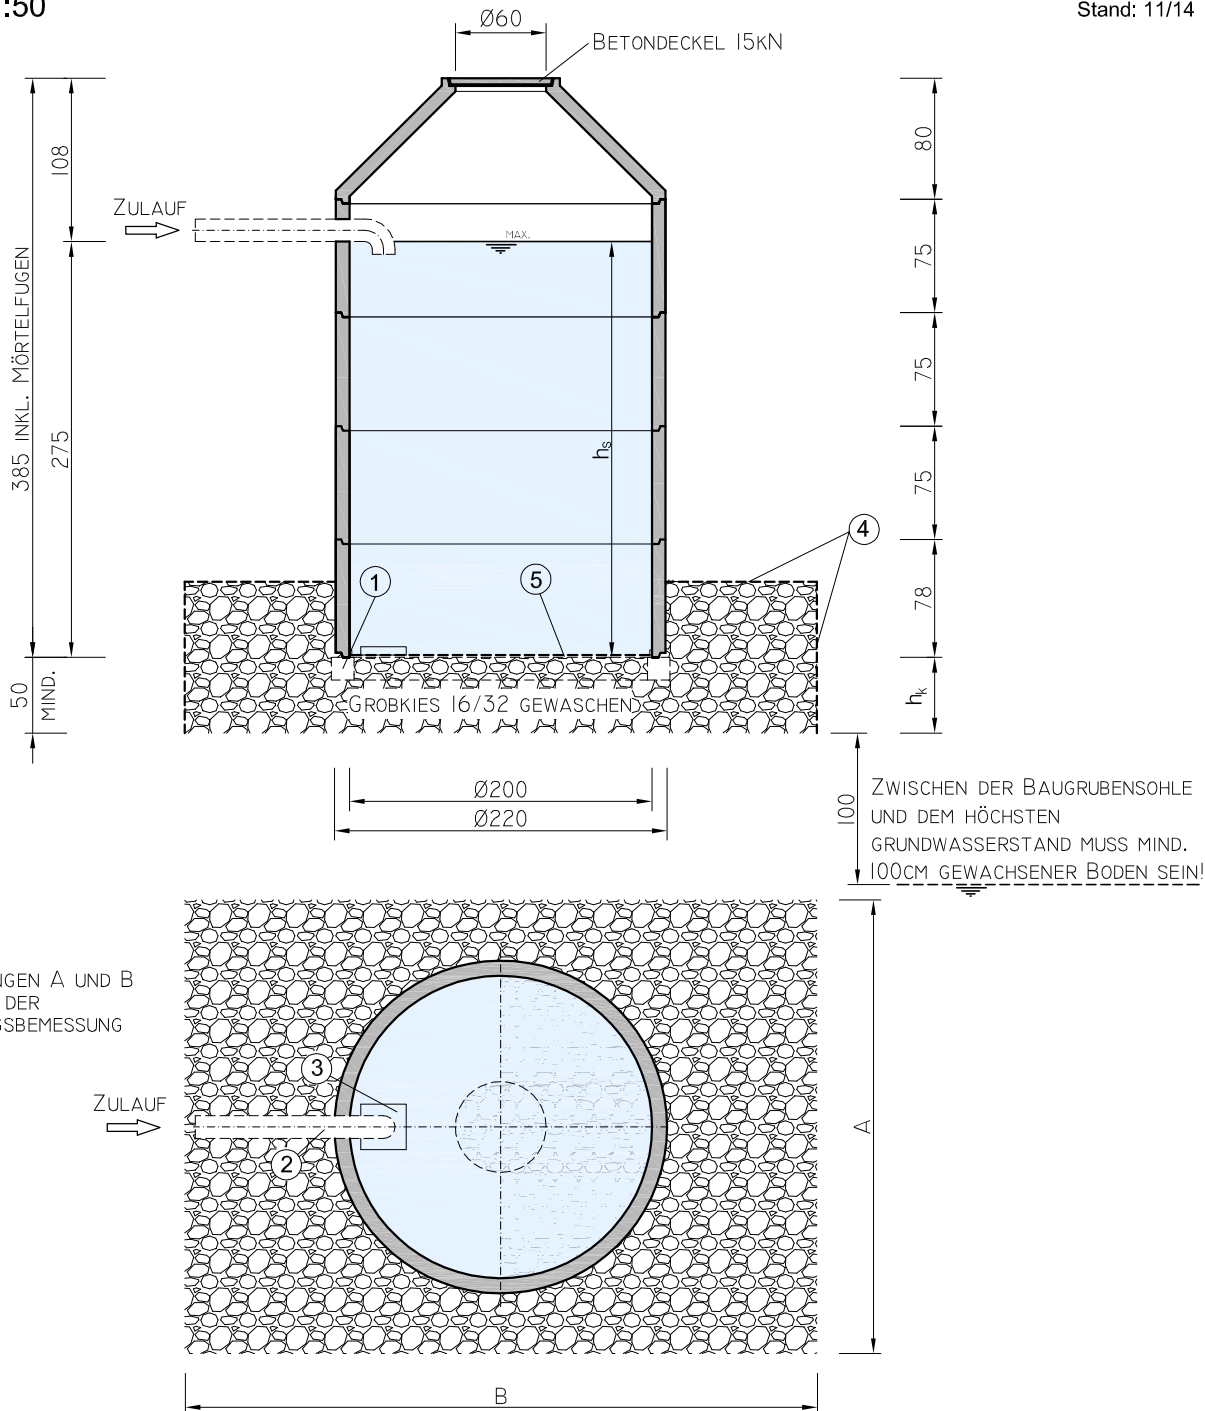 :50
Stand: 11/14
Ø60
BETONDECKEL 15KN
108
80
ZULAUF
MAX.
75
385 INKL. MÖRTELFUGEN
275
75
hs
75
4
1
5
78
50
MIND.
GROBKIES 16/32 GEWASCHEN
hk
Ø200
Ø220
100
ZWISCHEN DER BAUGRUBENSOHLE
UND DEM HÖCHSTEN
GRUNDWASSERSTAND MUSS MIND.
100CM GEWACHSENER BODEN SEIN!
NGEN A UND B
DER
GSBEMESSUNG
3
ZULAUF
2
A
B